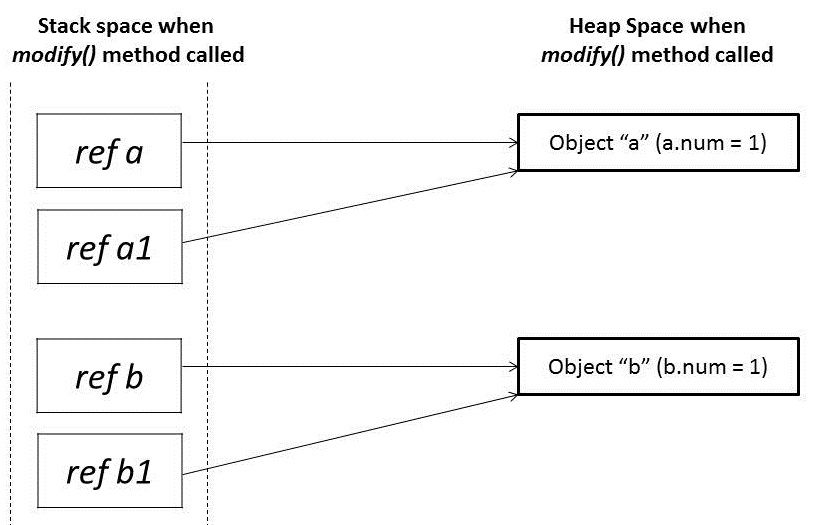 Stack space when
modify() method called
Heap Space when
modify() method called
ref a
Object “a” (a.num = 1)
ref a1
ref b
Object “b” (b.num = 1)
ref b1